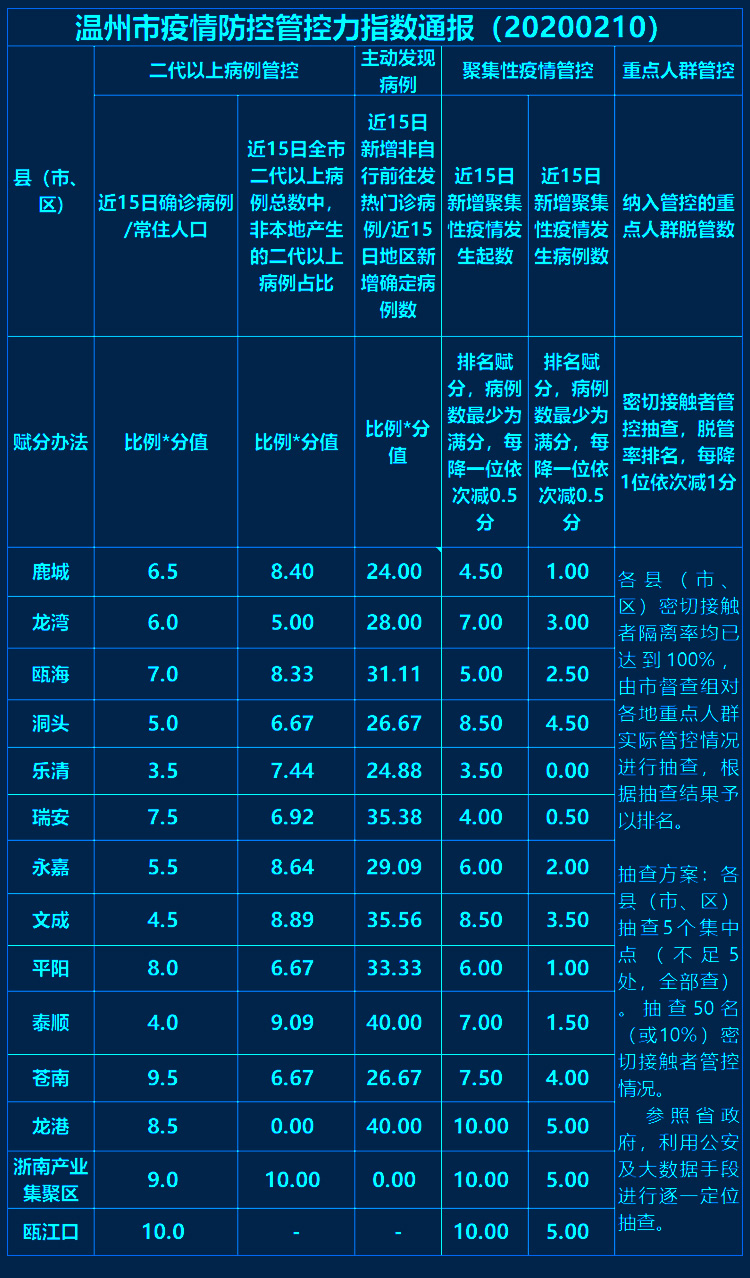 温州市疫情防控管控力指数通报（20200210）
县（市、
区）
二代以上病例管控
主动发现
病例
聚集性疫情管控
重点人群管控
近15日确诊病例
/常住人口
近15日全市
二代以上病
例总数中，
非本地产生
的二代以上
病例占比
近15日
新增非自
行前往发
热门诊病
例/近15
日地区新
增确定病
例数
近15日
新增聚集
性疫情发
生起数
近15日
新增聚集
性疫情发
生病例数
纳入管控的重
点人群脱管数
赋分办法
比例*分值
比例*分值
比例*分
值
排名赋
分，病例
数最少为
满分，每
降一位依
次减0.5
分
排名赋
分，病例
数最少为
满分，每
降一位依
次减0.5
分
密切接触者管
控抽查，脱管
率排名，每降
1位依次减1分
鹿城 6.5 8.40 24.00 4.50 1.00
龙湾 6.0 5.00 28.00 7.00 3.00
瓯海 7.0 8.33 31.11 5.00 2.50
洞头 5.0 6.67 26.67 8.50 4.50
乐清 3.5 7.44 24.88 3.50 0.00
瑞安 7.5 6.92 35.38 4.00 0.50
永嘉 5.5 8.64 29.09 6.00 2.00
文成 4.5 8.89 35.56 8.50 3.50
平阳 8.0 6.67 33.33 6.00 1.00
泰顺 4.0 9.09 40.00 7.00 1.50
苍南 9.5 6.67 26.67 7.50 4.00
龙港 8.5 0.00 40.00 10.00 5.00
浙南产业
集聚区 9.0 10.00 0.00 10.00 5.00
瓯江口 10.0 - - 10.00 5.00
各县（市、
区）密切接触
者隔离率均已
达到100%，
由市督查组对
各地重点人群
实际管控情况
进行抽查，根
据抽查结果予
以排名。
抽查方案：各
县（市、区）
抽查5个集中
点（不足5
处，全部查）
。抽查50名
（或10%）密
切接触者管控
情况。
参照省政
府，利用公安
及大数据手段
进行逐一定位
抽查。